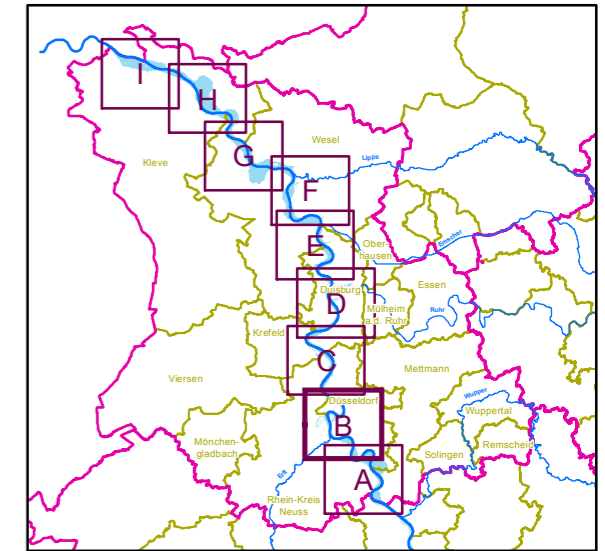 I
H
G
Wesel
Kleve
Lippe
F
E
Ober-
hausen
Emscher
Duisburg
D
Essen
Mülheim
a.d. Ruhr
Ruhr
Krefeld
C
Mettmann
Viersen
Düsseldorf
Wupper
B
Wuppertal
Mönchen-
gladbach
Remscheid
Solingen
Erft
A
Rhein-Kreis
Neuss